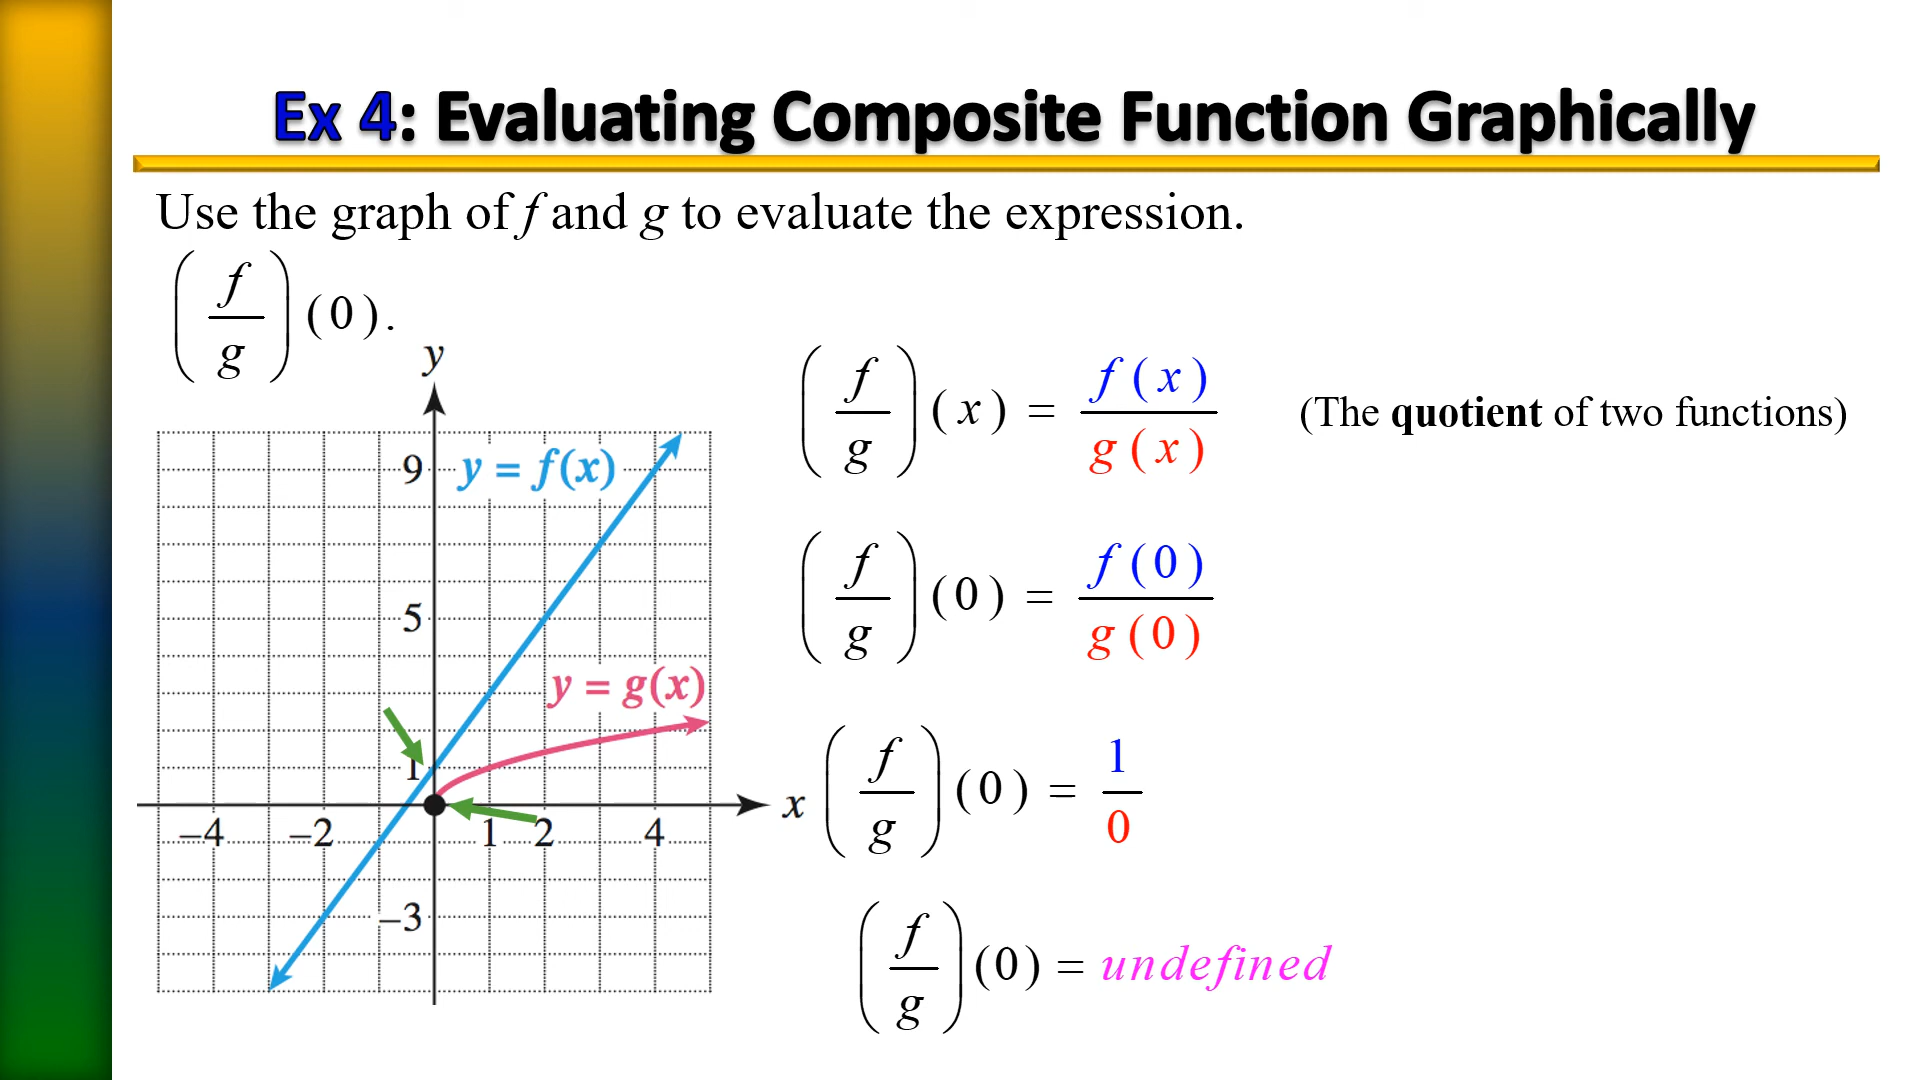 Ex 4: Evaluating Composite Function Graphically
Use the graph of f and g to evaluate the expression.
(f/g)(0).
y
9
y = f(x)
5
y = g(x)
1
x
−4 −2 1 2 4
−3
(f/g)(x) = f(x)/g(x) (The quotient of two functions)
(f/g)(0) = f(0)/g(0)
(f/g)(0) = 1/0
(f/g)(0) = undefined